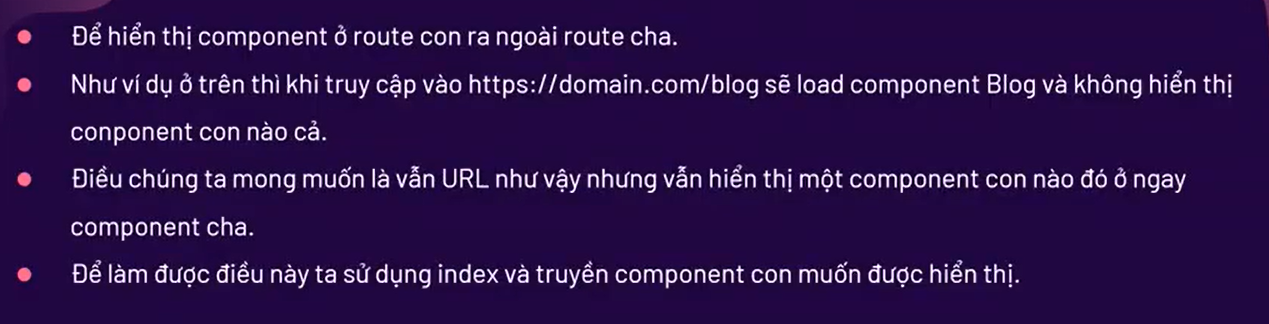 Để hiển thị component ở route con ra ngoài route cha.
Như ví dụ ở trên thì khi truy cập vào https://domain.com/blog sẽ load component Blog và không hiển thị
conponent con nào cả.
Điều chúng ta mong muốn là vẫn URL như vậy nhưng vẫn hiển thị một component con nào đó ở ngay
component cha.
Để làm được điều này ta sử dụng index và truyền component con muốn được hiển thị.